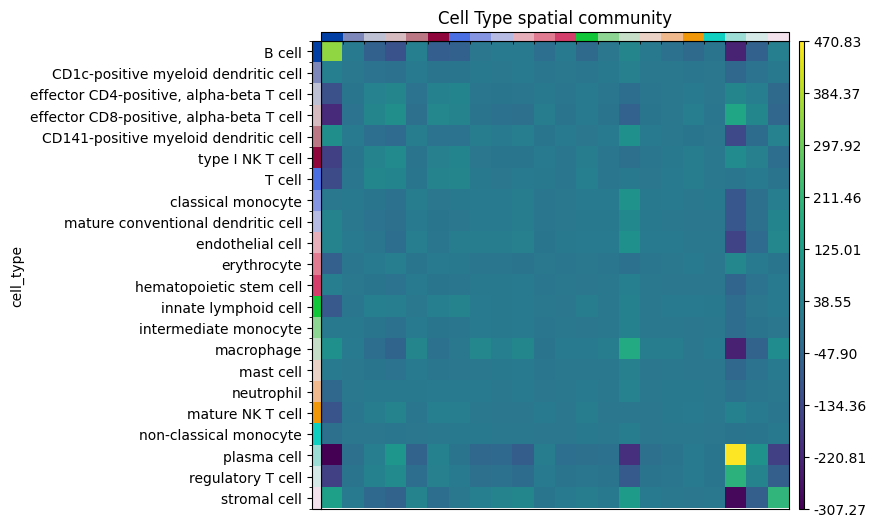 Cell Type spatial community
cell_type
B cell
CD1c-positive myeloid dendritic cell
effector CD4-positive, alpha-beta T cell
effector CD8-positive, alpha-beta T cell
CD141-positive myeloid dendritic cell
type I NK T cell
T cell
classical monocyte
mature conventional dendritic cell
endothelial cell
erythrocyte
hematopoietic stem cell
innate lymphoid cell
intermediate monocyte
macrophage
mast cell
neutrophil
mature NK T cell
non-classical monocyte
plasma cell
regulatory T cell
stromal cell
470.83
384.37
297.92
211.46
125.01
38.55
-47.90
-134.36
-220.81
-307.27